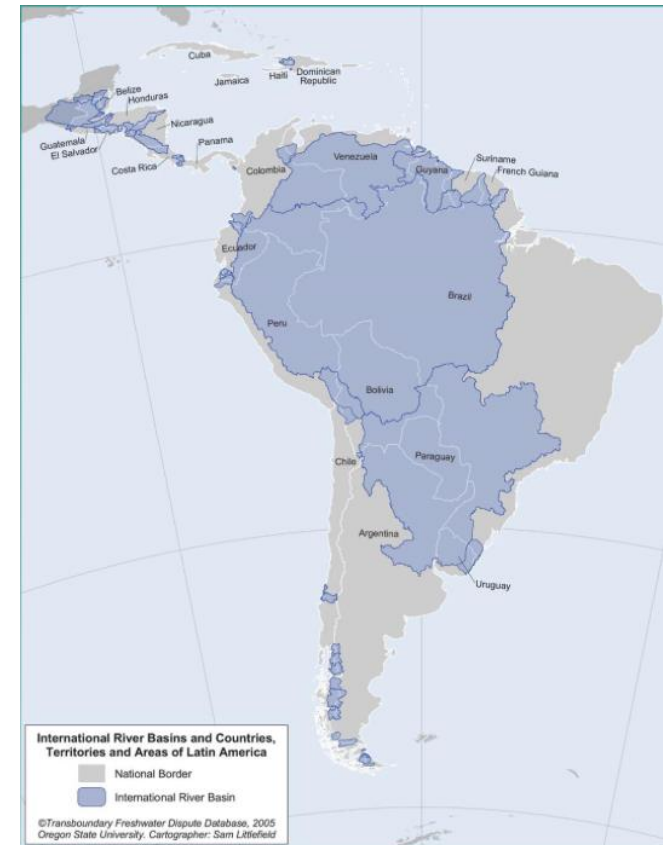 Cuba
Jamaica
Haiti
Dominican
Republic
Belize
Honduras
Nicaragua
Guatemala
El Salvador
Panama
Costa Rica
Colombia
Venezuela
Guyana
Suriname
French Guiana
Ecuador
Brazil
Peru
Bolivia
Paraguay
Chile
Argentina
Uruguay
International River Basins and Countries,
Territories and Areas of Latin America
National Border
International River Basin
©Transboundary Freshwater Dispute Database, 2005
Oregon State University. Cartographer: Sam Littlefield